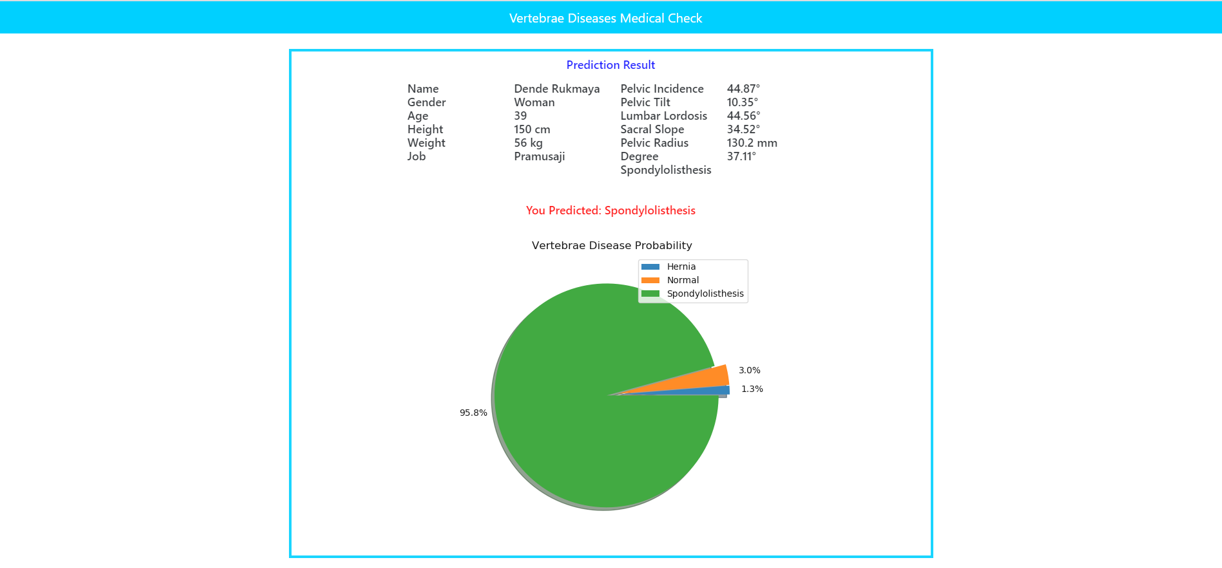 Vertebrae Diseases Medical Check
Prediction Result
Name Dende Rukmaya Pelvic Incidence 44.87°
Gender Woman Pelvic Tilt 10.35°
Age 39 Lumbar Lordosis 44.56°
Height 150 cm Sacral Slope 34.52°
Weight 56 kg Pelvic Radius 130.2 mm
Job Pramusaji Degree 37.11°
Spondylolisthesis
You Predicted: Spondylolisthesis
Vertebrae Disease Probability
Hernia
Normal
Spondylolisthesis
3.0%
1.3%
95.8%